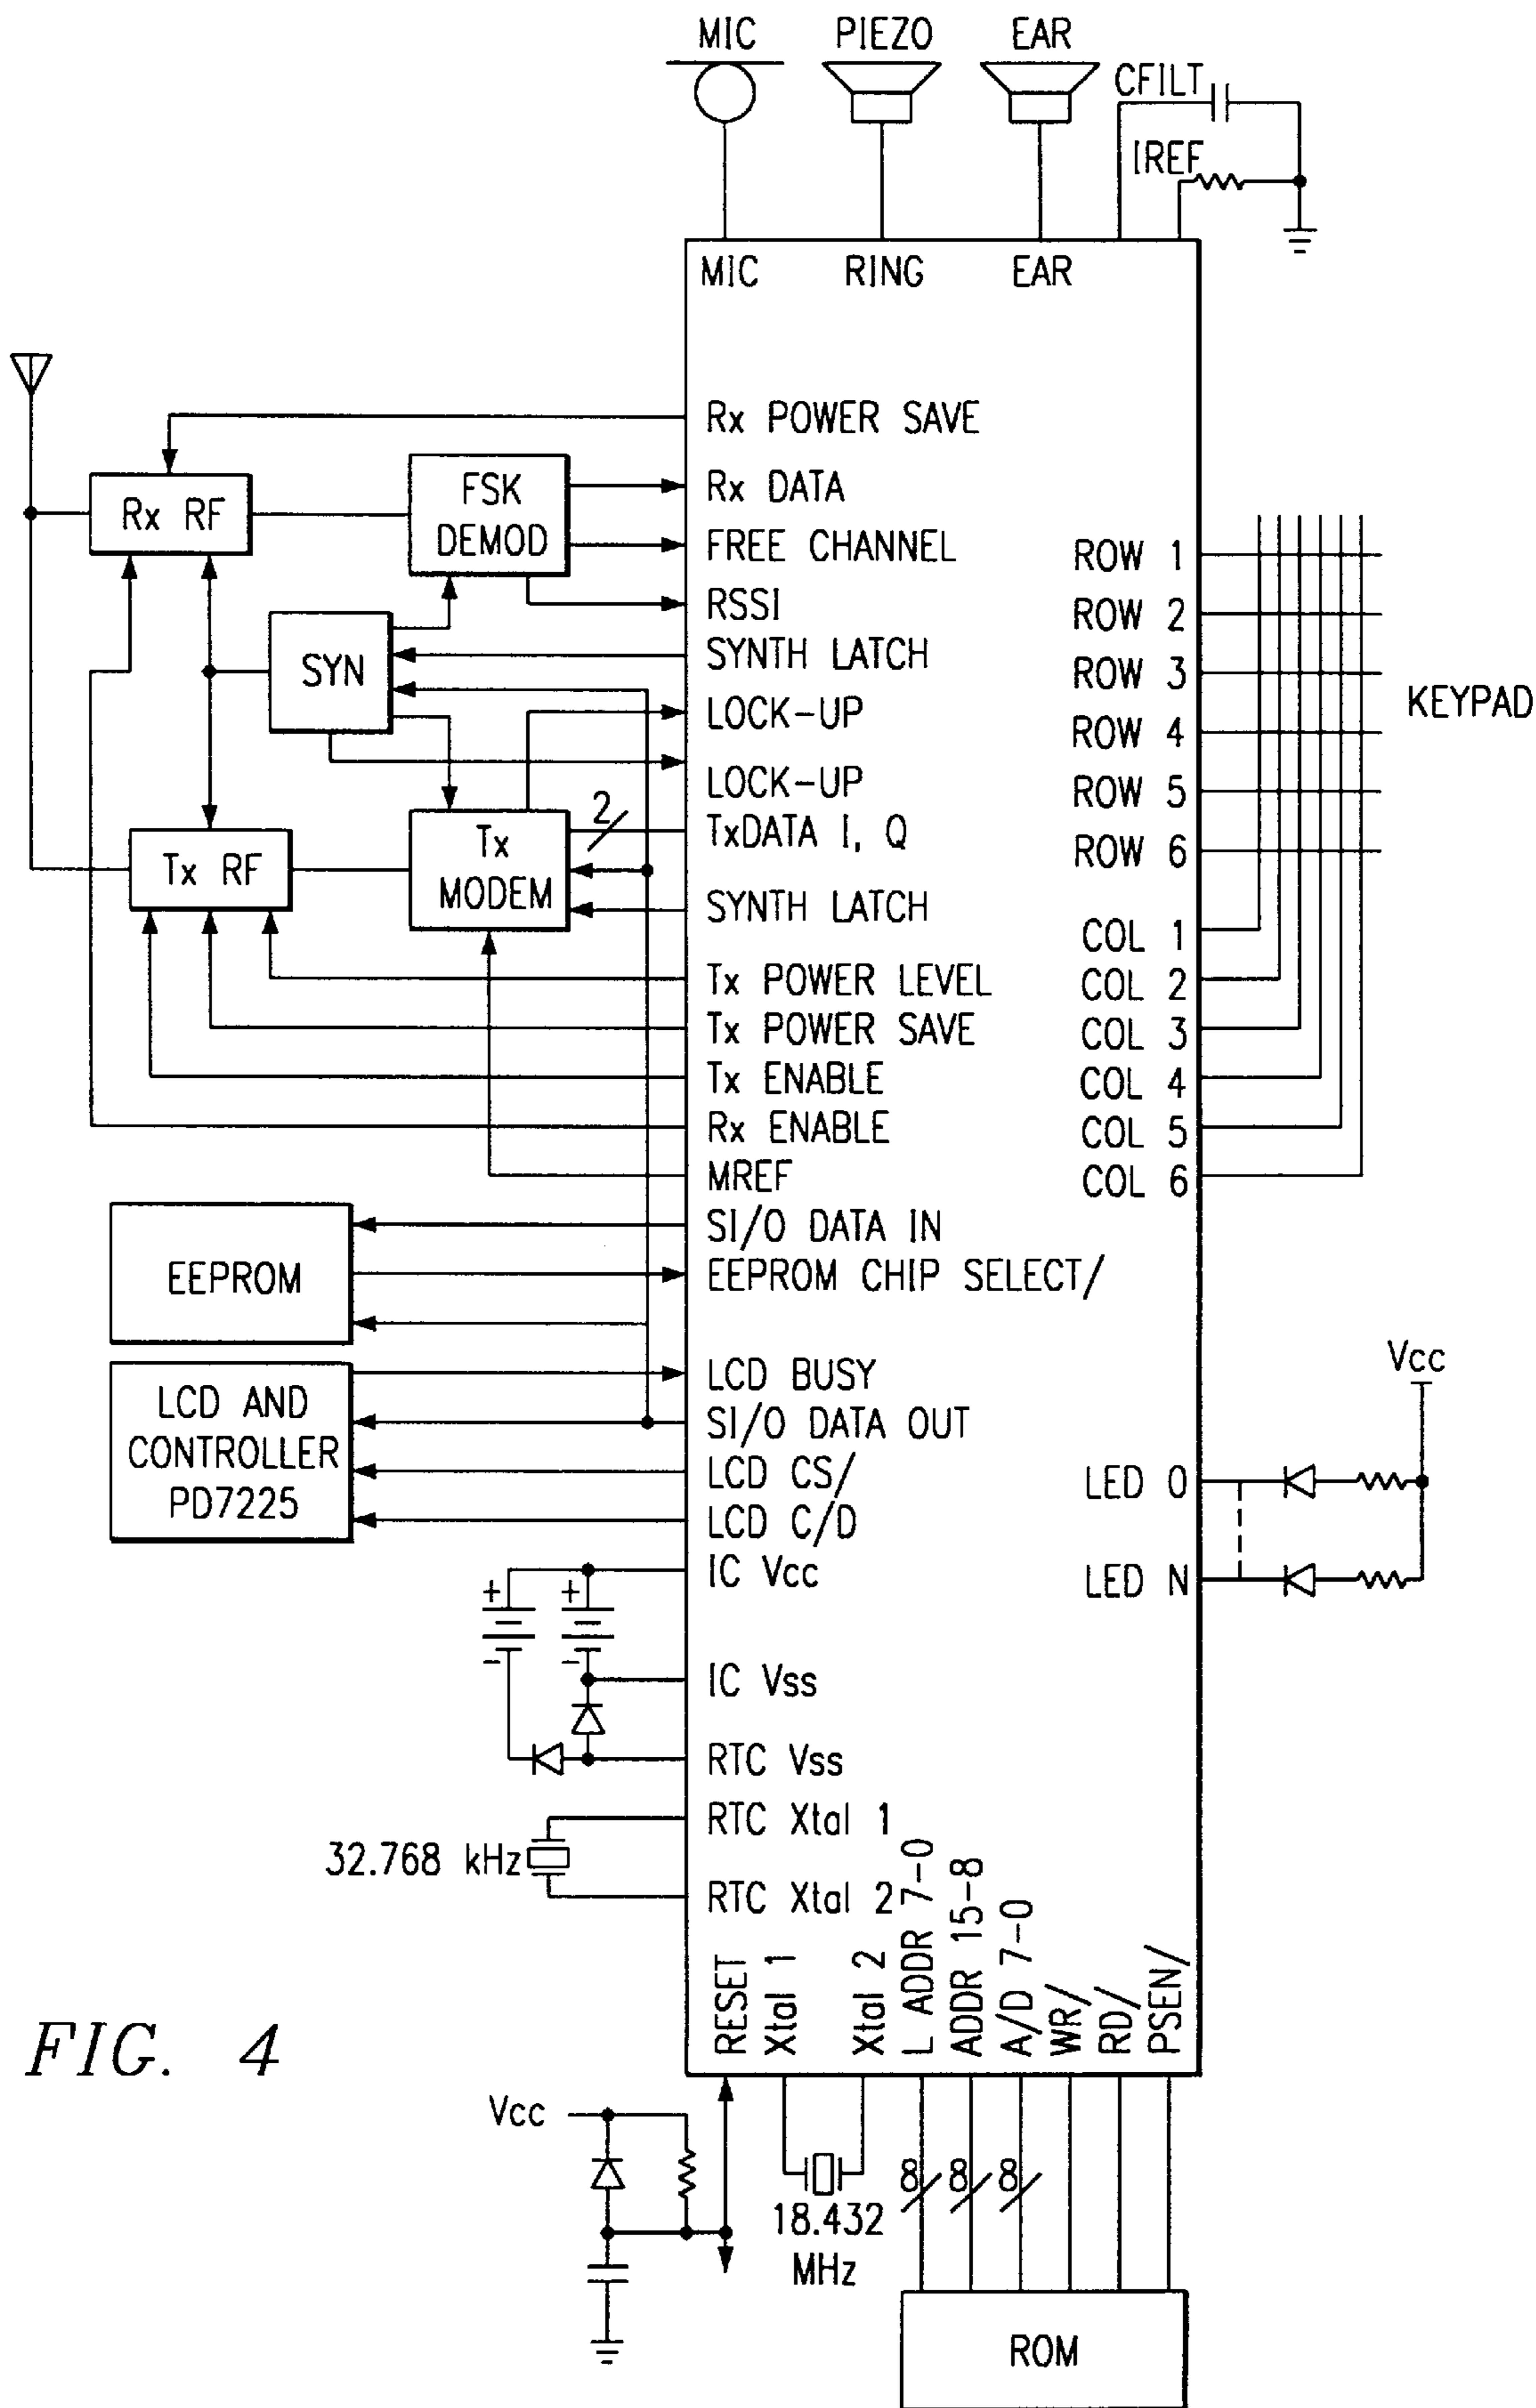 MIC PIEZO EAR
CFILT
IREF
MIC RING EAR
Rx POWER SAVE
Rx RF
FSK
DEMOD
Rx DATA
FREE CHANNEL
RSSI
SYN
SYNTH LATCH
LOCK-UP
LOCK-UP
2
TxDATA I, Q
Tx RF
Tx
MODEM
SYNTH LATCH
Tx POWER LEVEL
Tx POWER SAVE
Tx ENABLE
Rx ENABLE
MREF
ROW 1
ROW 2
ROW 3
ROW 4
ROW 5
ROW 6
KEYPAD
COL 1
COL 2
COL 3
COL 4
COL 5
COL 6
EEPROM
SI/O DATA IN
EEPROM CHIP SELECT/
LCD AND
CONTROLLER
PD7225
LCD BUSY
SI/O DATA OUT
LCD CS/
LCD C/D
Vcc
LED 0
LED N
IC Vcc
+ +
- -
IC Vss
RTC Vss
RTC Xtal 1
32.768 kHz
RTC Xtal 2
RESET
Xtal 1
Xtal 2
L ADDR 7-0
ADDR 15-8
A/D 7-0
WR/
RD/
PSEN/
FIG. 4
Vcc
18.432
MHz
8 8 8
ROM